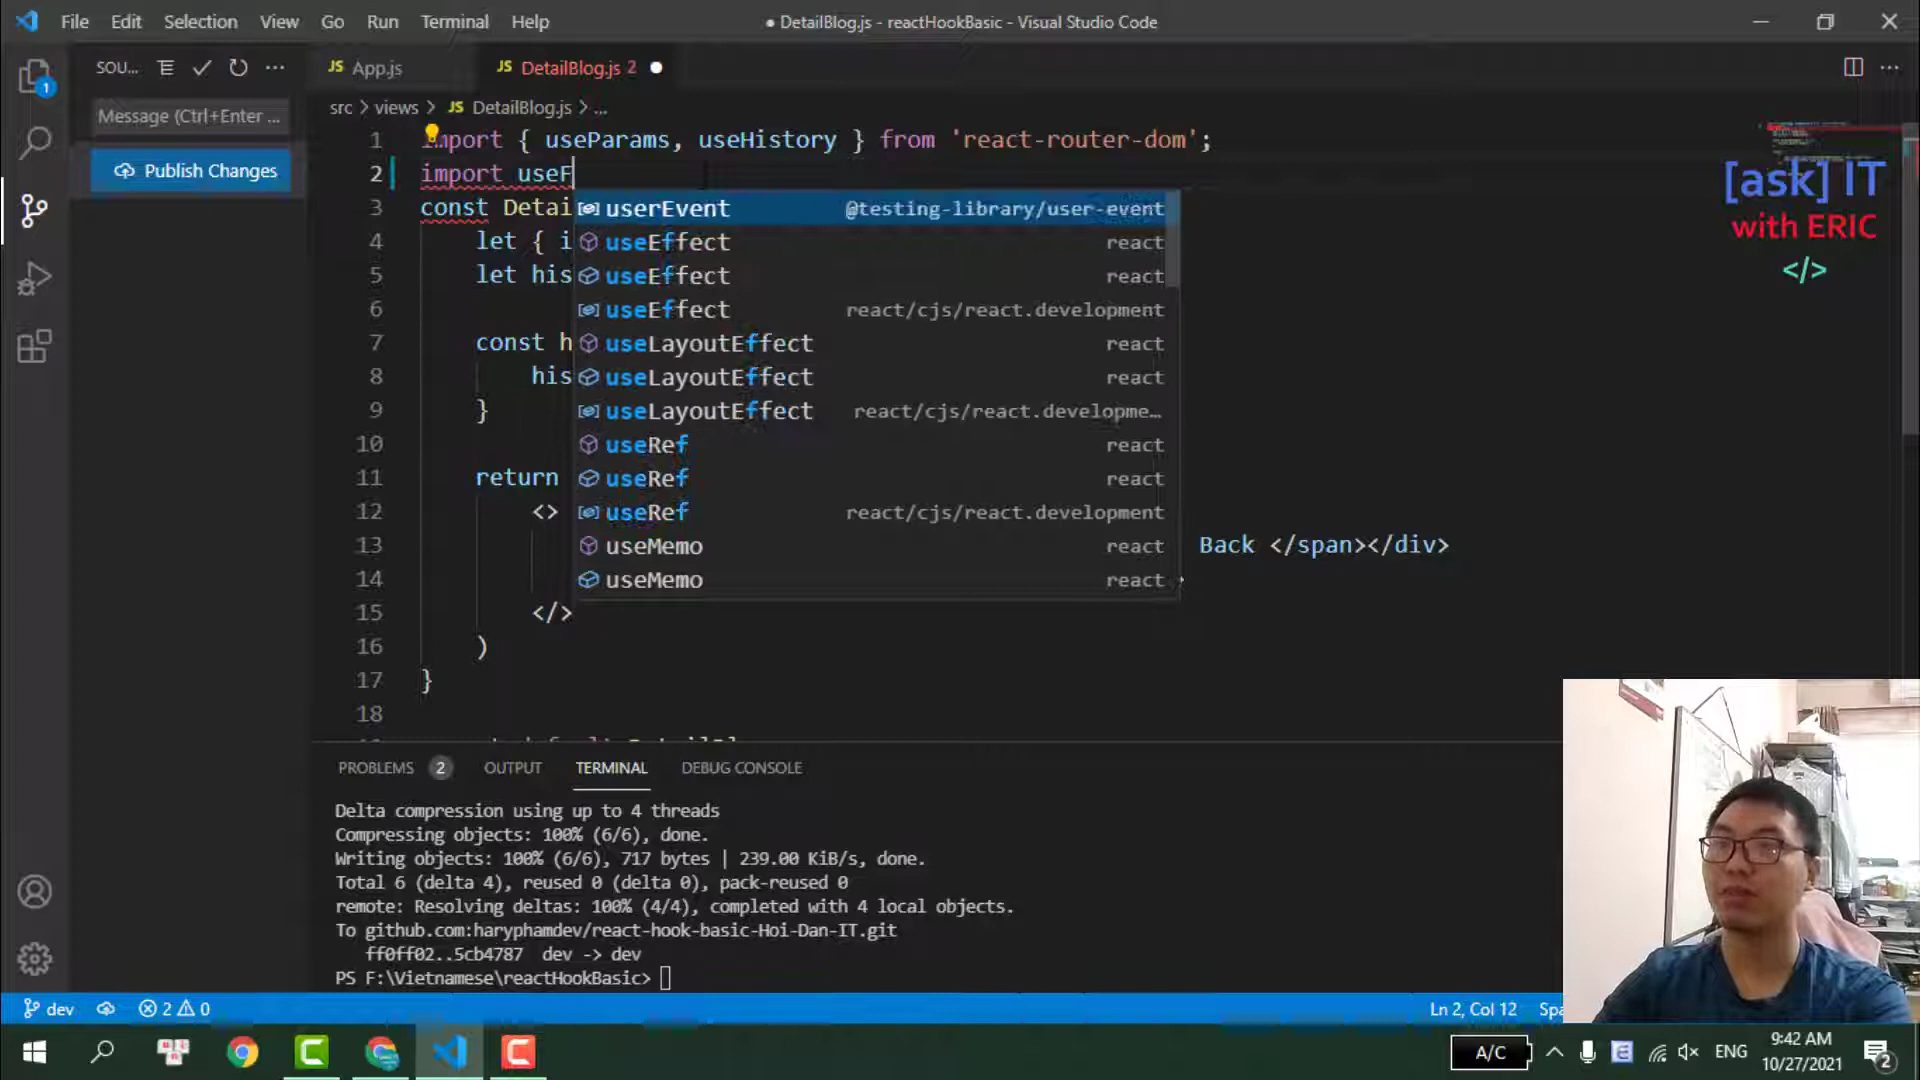 File Edit Selection View Go Run Terminal Help
● DetailBlog.js - reactHookBasic - Visual Studio Code
SOU...
JS App.js
JS DetailBlog.js 2
1
Message (Ctrl+Enter ...
Publish Changes
src > views > JS DetailBlog.js > ...
1 import { useParams, useHistory } from 'react-router-dom';
2 import useF
3 const Detai
4 let { i
5 let his
6
7 const h
8 his
9 }
10
11 return
12 <>
13 Back </span></div>
14
15 </>
16 )
17 }
18
userEvent @testing-library/user-event
useEffect react
useEffect react
useEffect react/cjs/react.development
useLayoutEffect react
useLayoutEffect react
useLayoutEffect react/cjs/react.developme…
useRef react
useRef react
useRef react/cjs/react.development
useMemo react
useMemo react
[ask] IT
with ERIC
</>
PROBLEMS 2 OUTPUT TERMINAL DEBUG CONSOLE
Delta compression using up to 4 threads
Compressing objects: 100% (6/6), done.
Writing objects: 100% (6/6), 717 bytes | 239.00 KiB/s, done.
Total 6 (delta 4), reused 0 (delta 0), pack-reused 0
remote: Resolving deltas: 100% (4/4), completed with 4 local objects.
To github.com:haryphamdev/react-hook-basic-Hoi-Dan-IT.git
ff0ff02..5cb4787 dev -> dev
PS F:\Vietnamese\reactHookBasic>
dev 2 0
Ln 2, Col 12 Spa
A/C
ENG
9:42 AM
10/27/2021
2